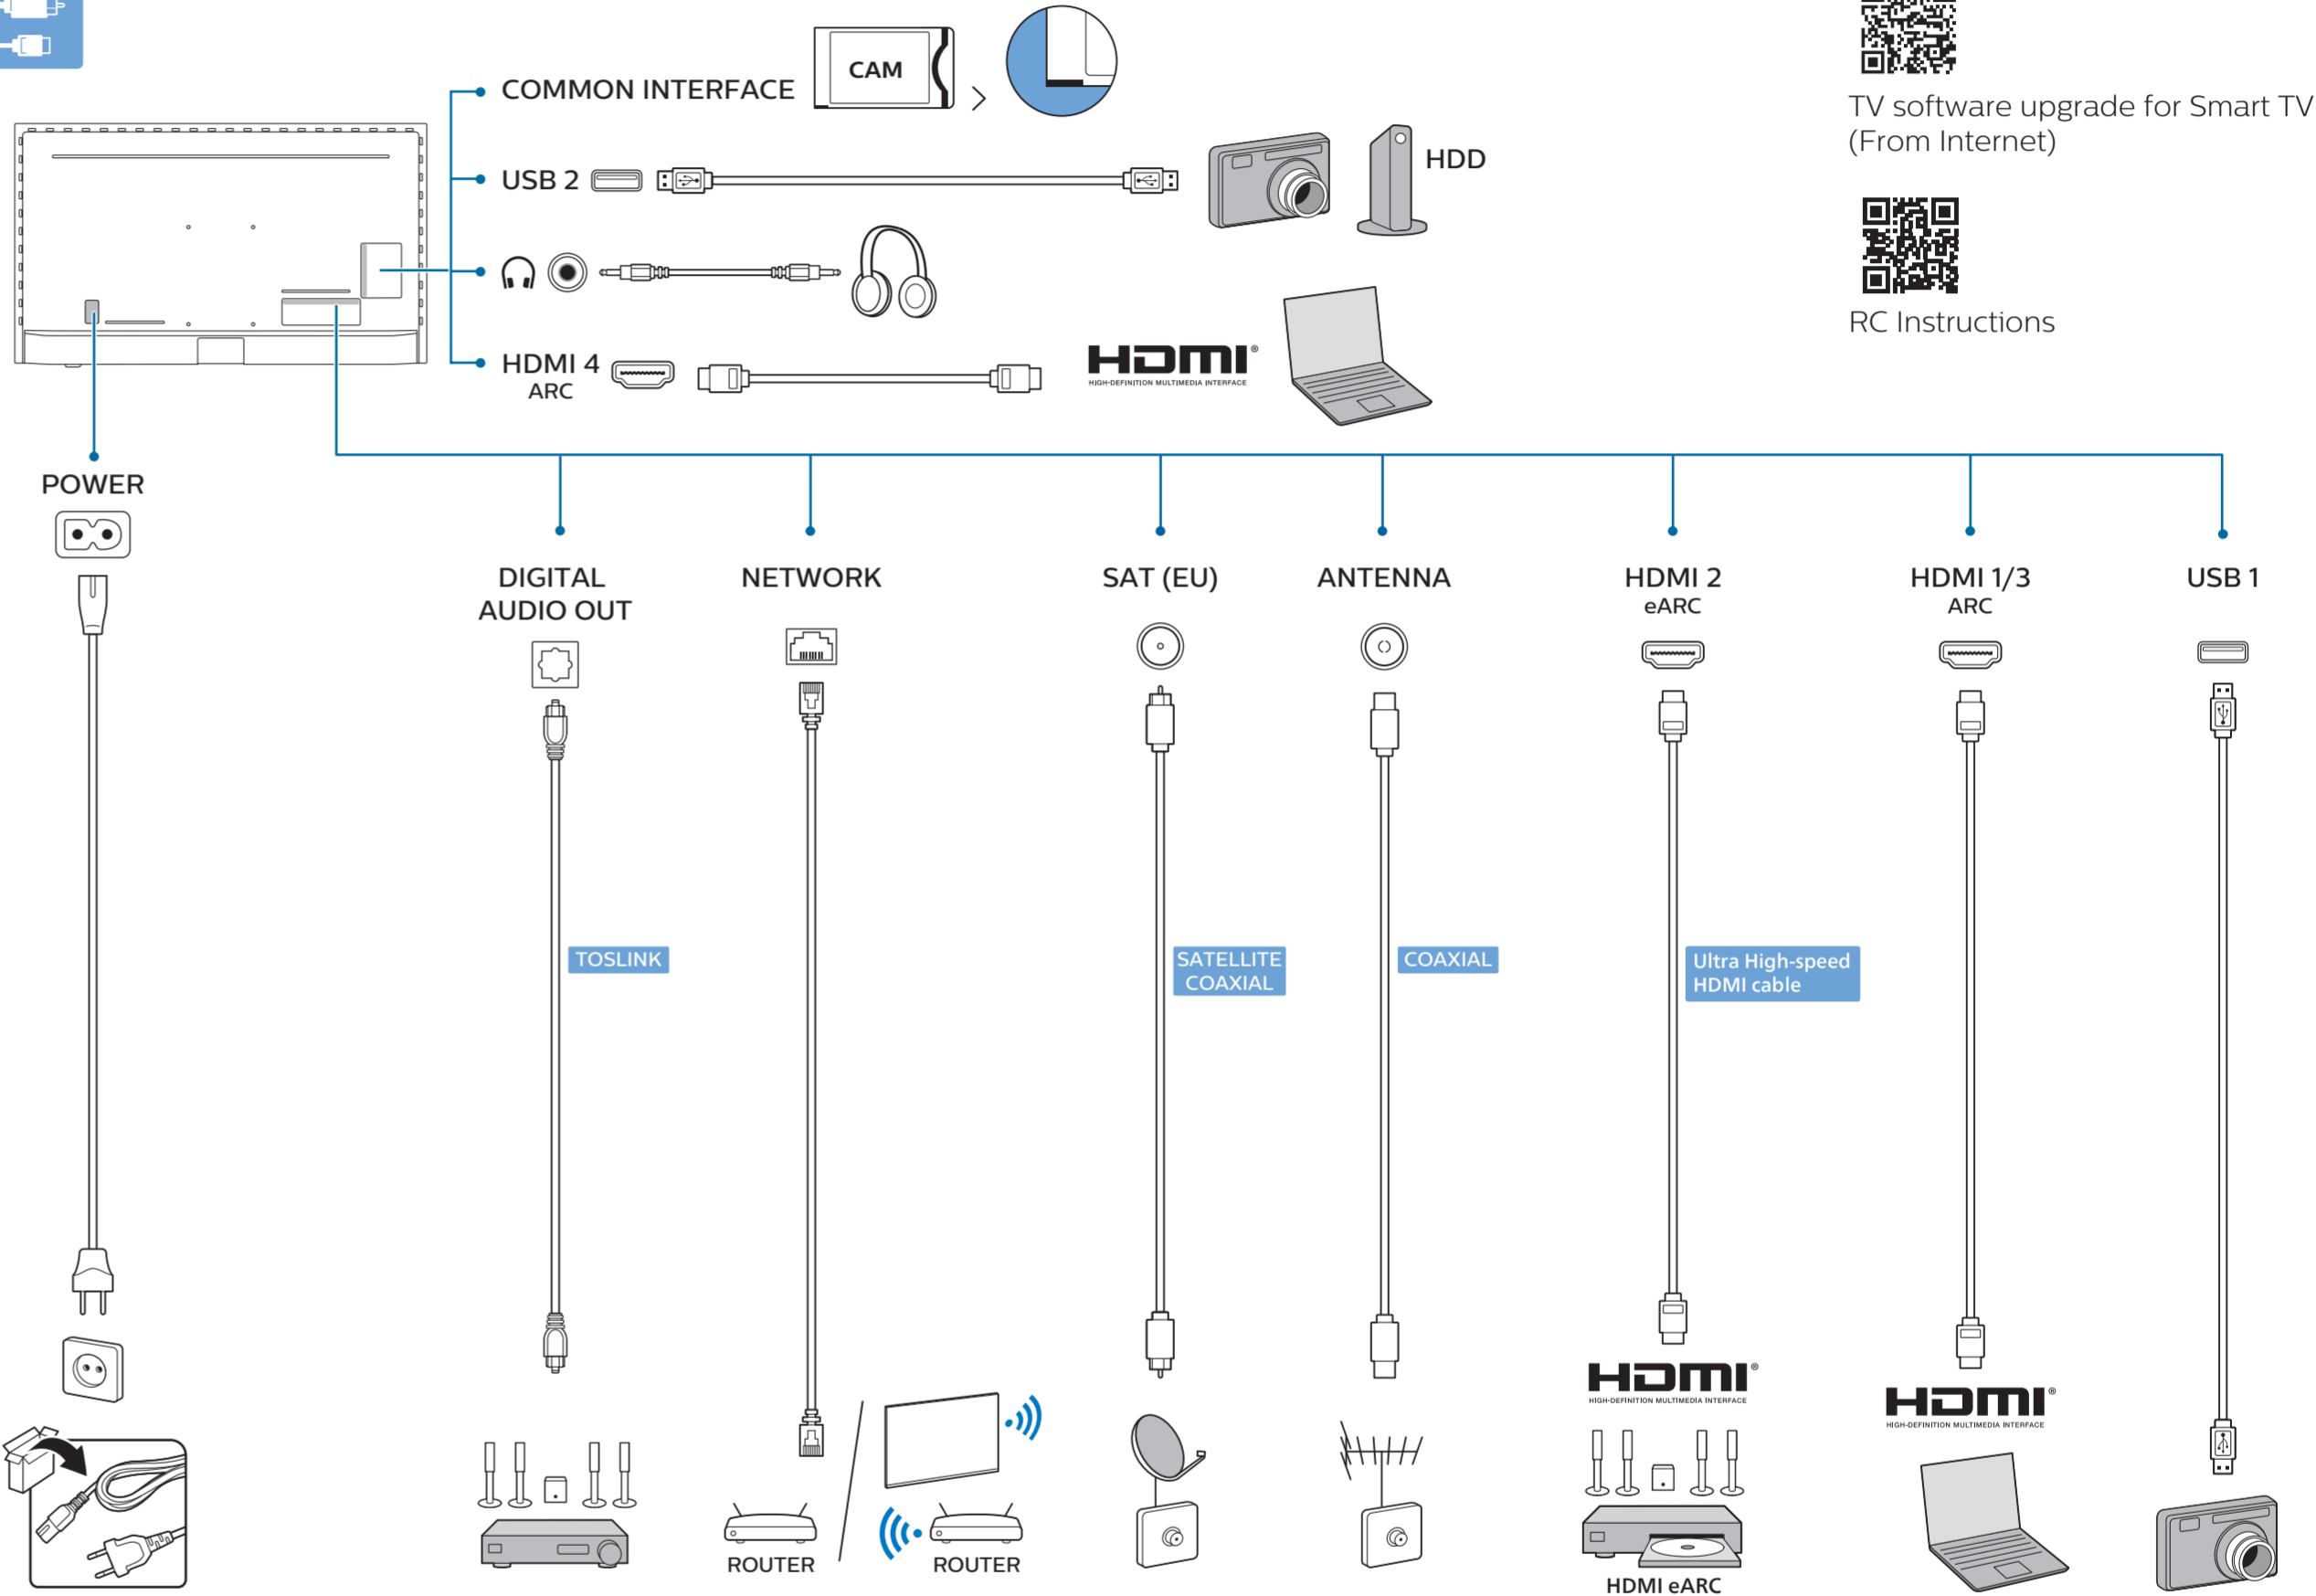 COMMON INTERFACE
CAM
USB 2
HDD
HDMI 4
ARC
HDMI®
HIGH-DEFINITION MULTIMEDIA INTERFACE
TV software upgrade for Smart TV
(From Internet)
RC Instructions
POWER
DIGITAL
AUDIO OUT
NETWORK
SAT (EU)
ANTENNA
HDMI 2
eARC
HDMI 1/3
ARC
USB 1
TOSLINK
SATELLITE
COAXIAL
COAXIAL
Ultra High-speed
HDMI cable
HDMI®
HIGH-DEFINITION MULTIMEDIA INTERFACE
HDMI®
HIGH-DEFINITION MULTIMEDIA INTERFACE
ROUTER
ROUTER
HDMI eARC